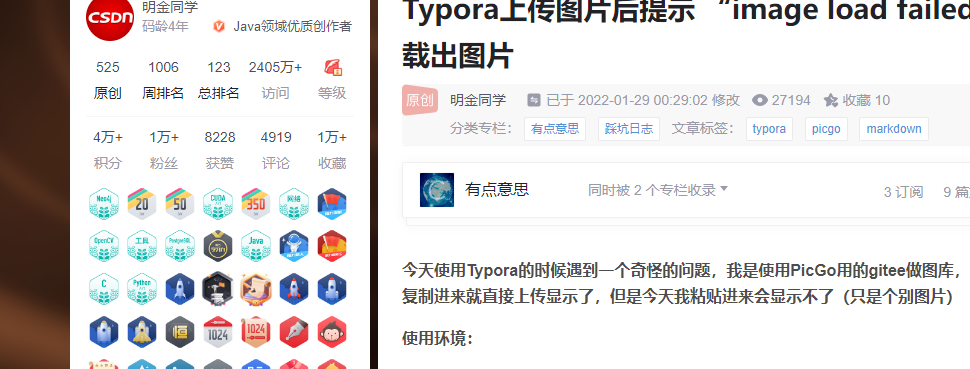 CSDN
明金同学
码龄4年 Java领域优质创作者
525 1006 123 2405万+
原创 周排名 总排名 访问 等级
4万+ 1万+ 8228 4919 1万+
积分 粉丝 获赞 评论 收藏
Neo4j 20 50 CUDA 350 网络
OpenCV 工具 PostgreSQL Java
C Python
恒 1024 1024
Typora上传图片后提示 “image load failed
载出图片
原创 明金同学 已于 2022-01-29 00:29:02 修改 27194 收藏 10
分类专栏： 有点意思 踩坑日志 文章标签： typora picgo markdown
有点意思 同时被 2 个专栏收录 3 订阅 9 篇
今天使用Typora的时候遇到一个奇怪的问题，我是使用PicGo用的gitee做图库，
复制进来就直接上传显示了，但是今天我粘贴进来会显示不了（只是个别图片）
使用环境：